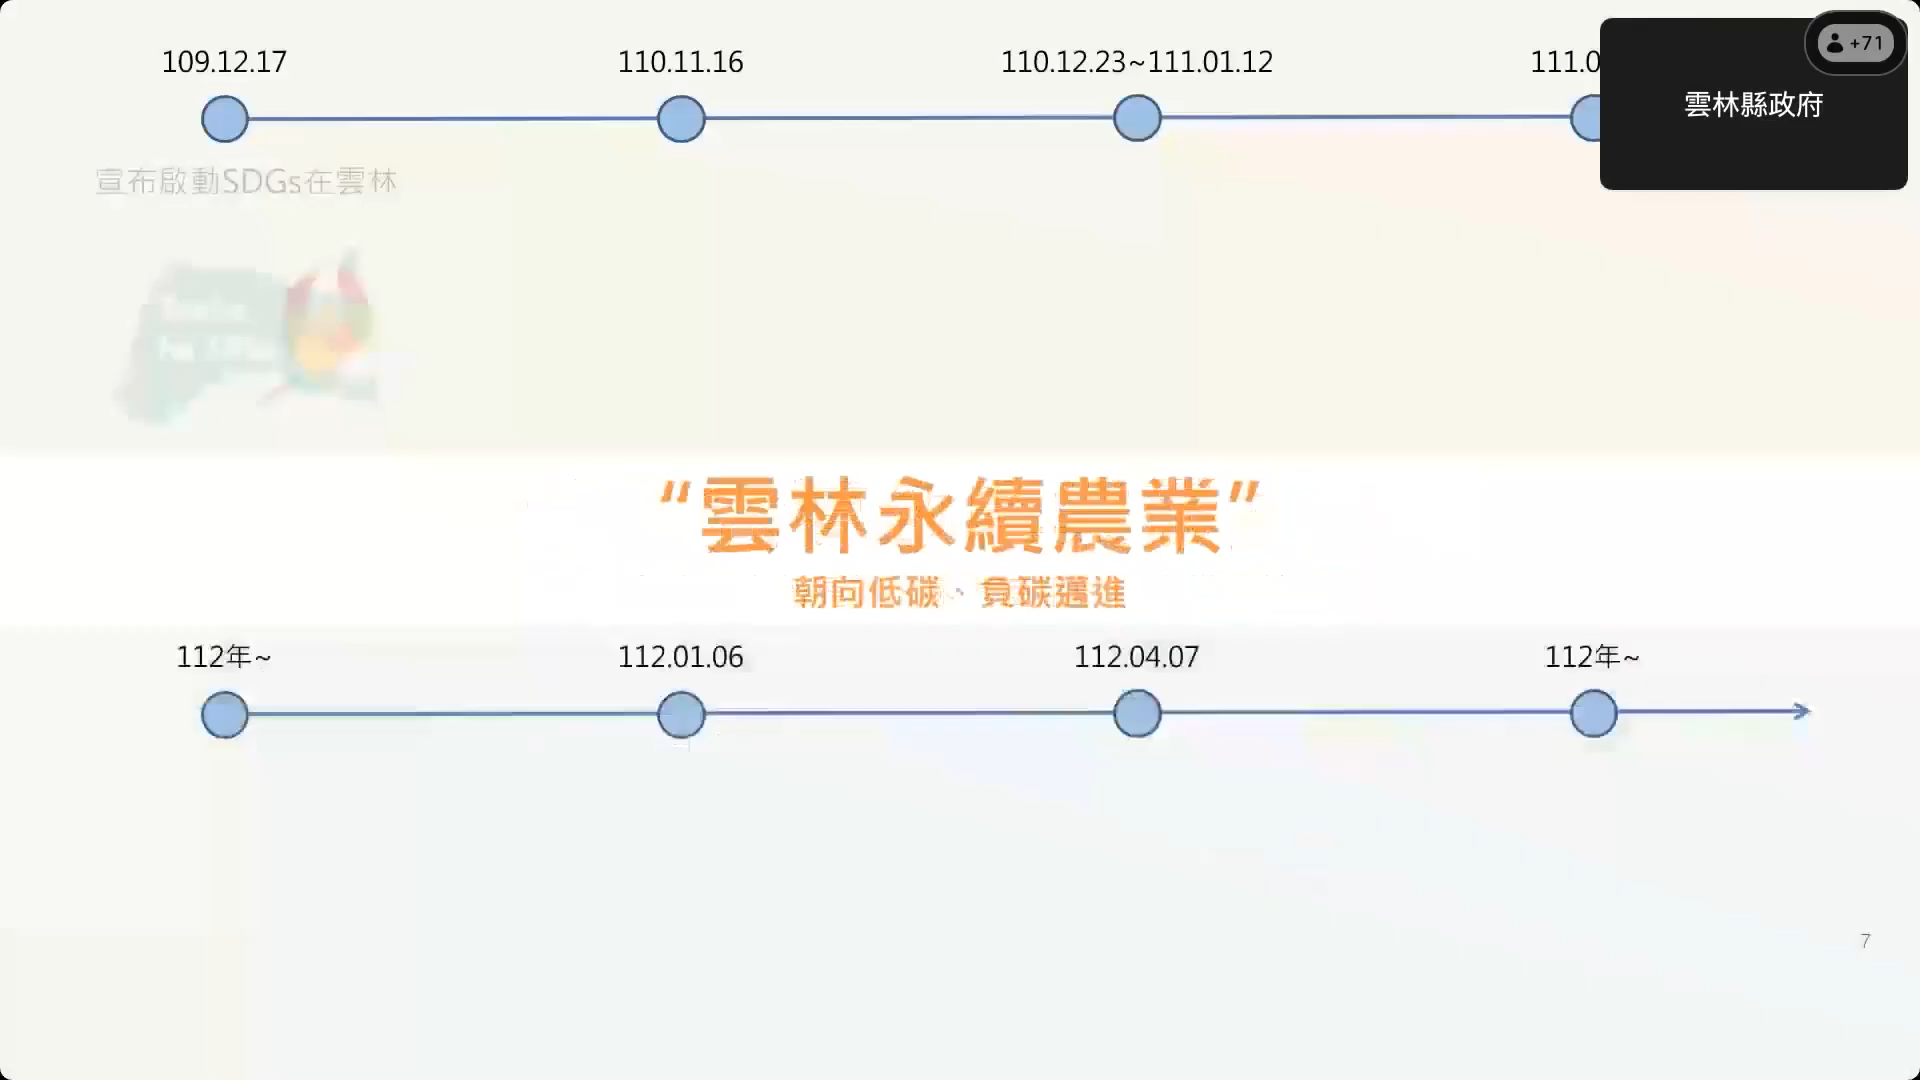 109.12.17
110.11.16
110.12.23~111.01.12
111.0
+71
雲林縣政府
宣布啟動SDGs在雲林
“雲林永續農業”
朝向低碳、負碳邁進
112年~
112.01.06
112.04.07
112年~
7